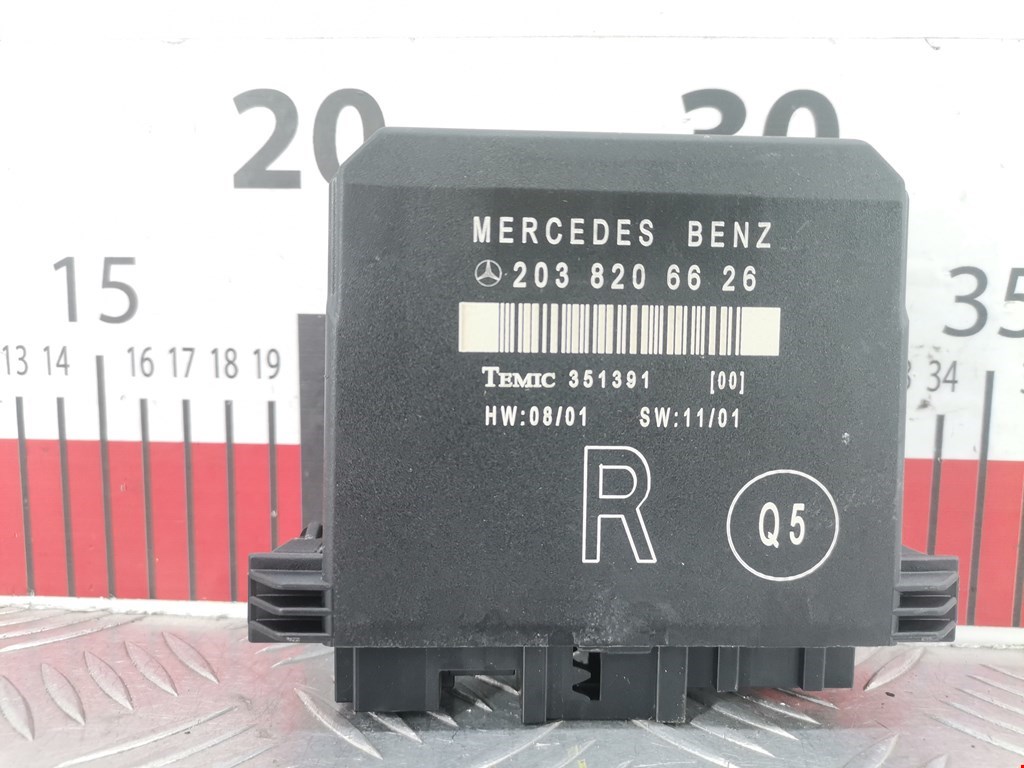 20 30
15 35
13 14 16 17 18 19 34
MERCEDES BENZ
203 820 66 26
TEMIC 351391 [00]
HW:08/01 SW:11/01
R
Q5